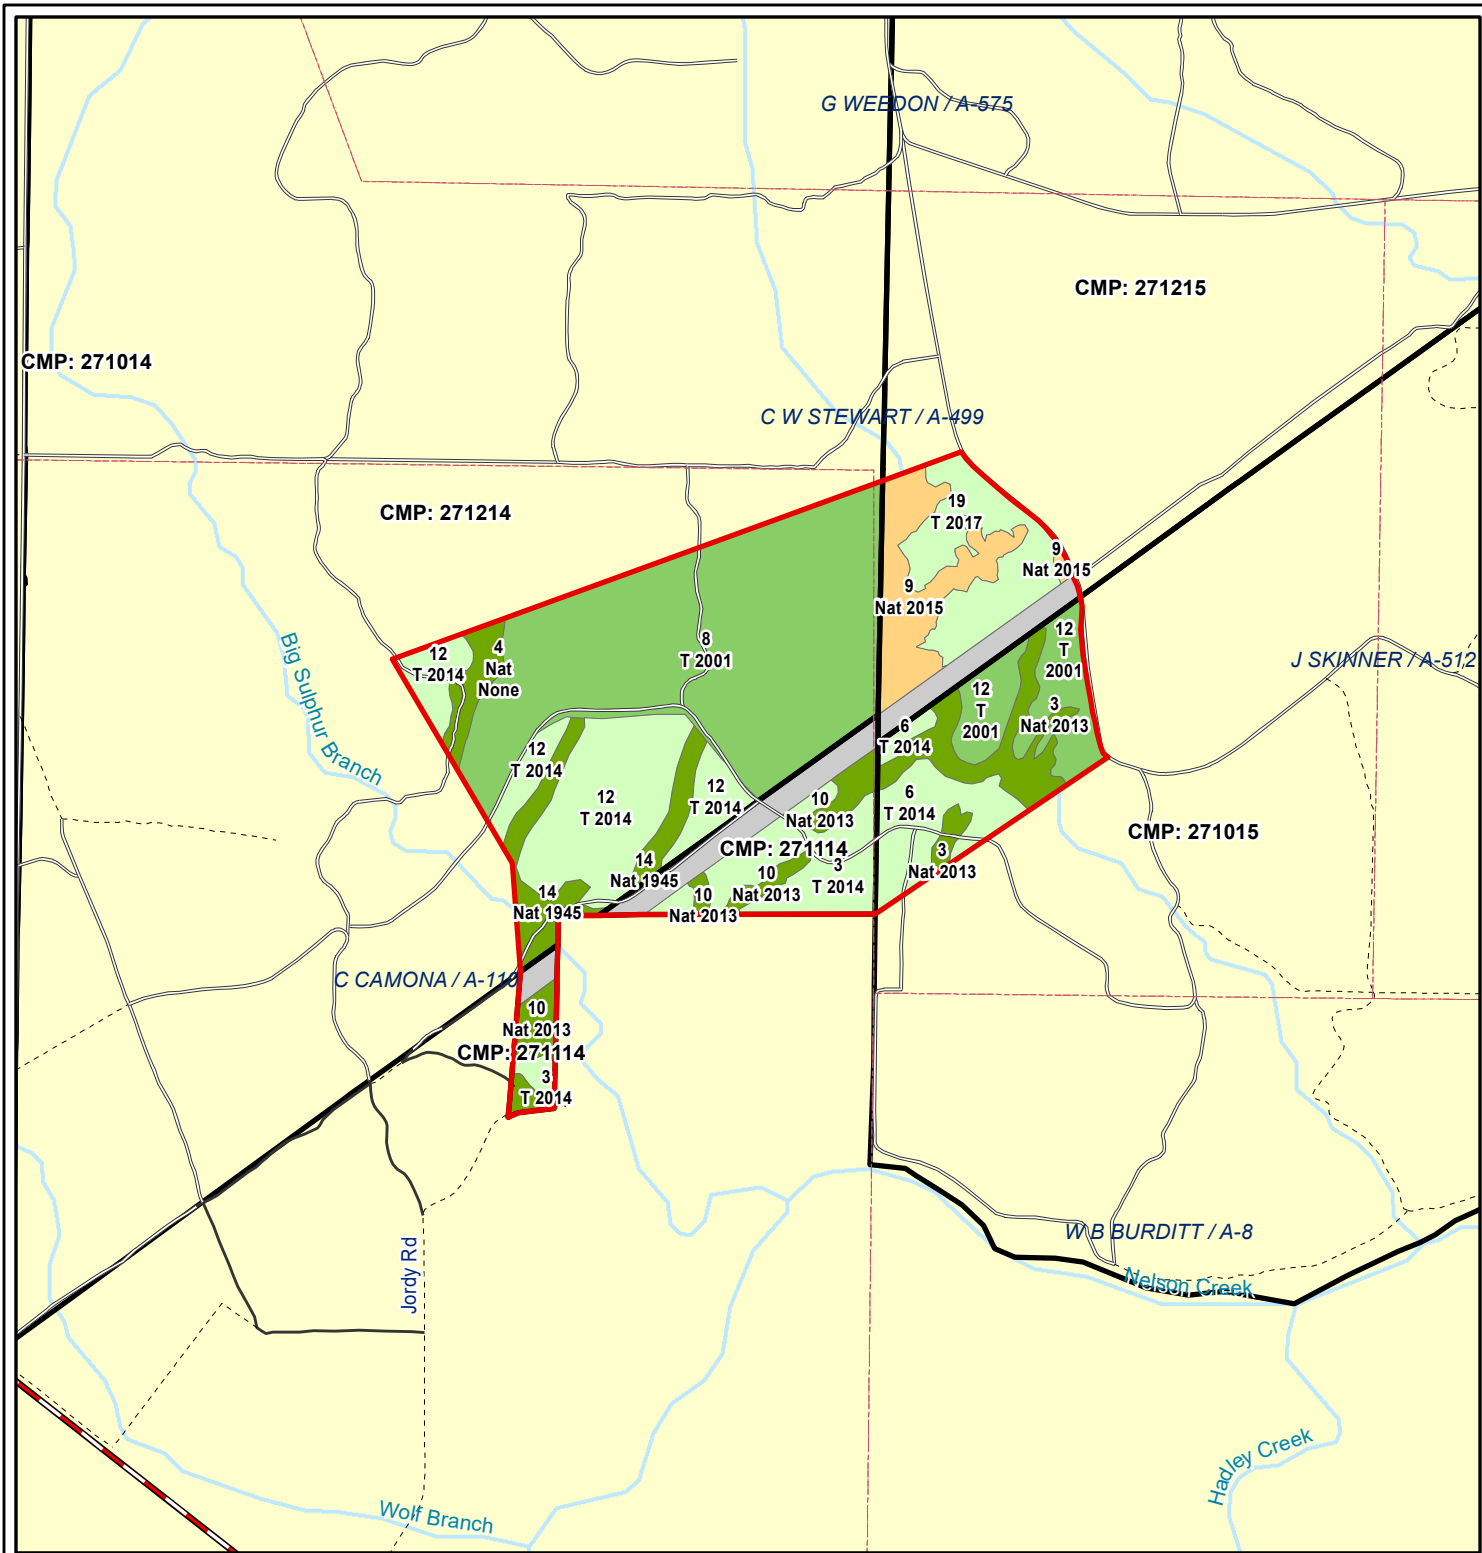 G WEEDON / A-575
CMP: 271215
CMP: 271014
C W STEWART / A-499
CMP: 271214
19
T 2017
9
Nat 2015
9
Nat 2015
12
T
2001
8
T 2001
4
Nat
None
12
T 2014
J SKINNER / A-512
Big Sulphur Branch
12
T
2001
3
Nat 2013
6
T 2014
12
T 2014
12
T 2014
12
T 2014
10
Nat 2013
6
T 2014
CMP: 271015
CMP: 271114
3
Nat 2013
14
Nat 1945
10
Nat 2013
3
T 2014
14
Nat 1945
10
Nat 2013
C CAMONA / A-110
10
Nat 2013
CMP: 271114
3
T 2014
W B BURDITT / A-8
Jordy Rd
Nelson Creek
Hadley Creek
Wolf Branch